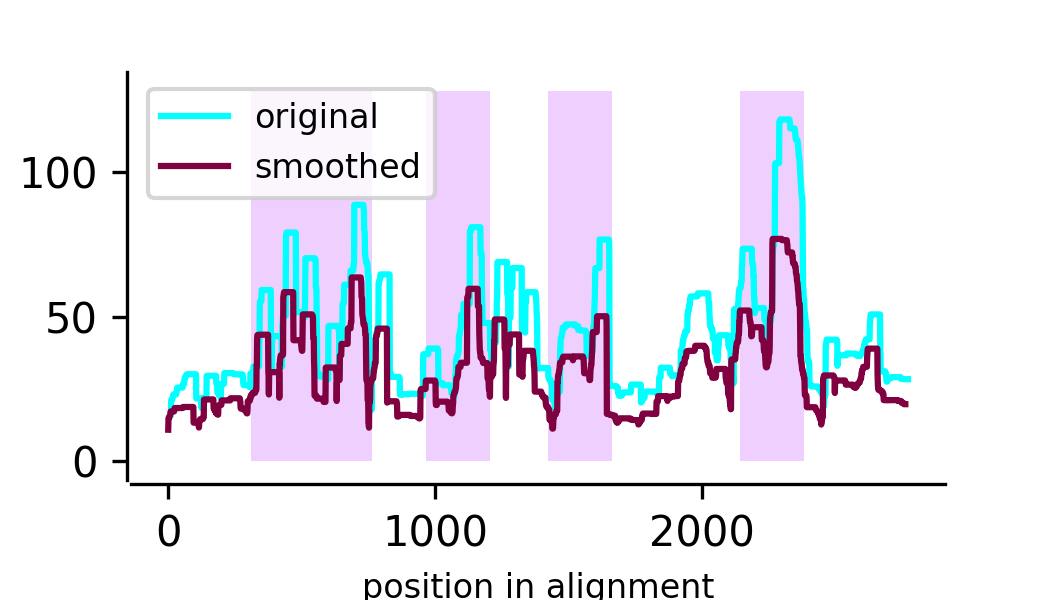 original
smoothed
100
50
0
0 1000 2000
position in alignment